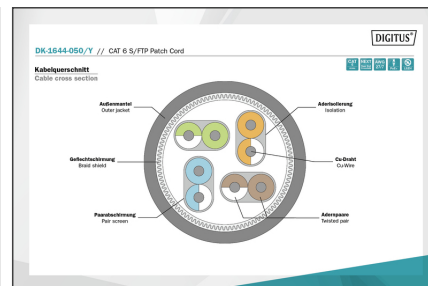 DIGITUS®
DK-1644-050/Y // CAT 6 S/FTP Patch Cord
Kabelquerschnitt
Cable cross section
Außenmantel
Outer jacket
Aderisolierung
Isolation
Geflechtschirmung
Braid shield
Cu-Draht
Cu-Wire
Paarabschirmung
Pair screen
Aderspaare
Twisted pair